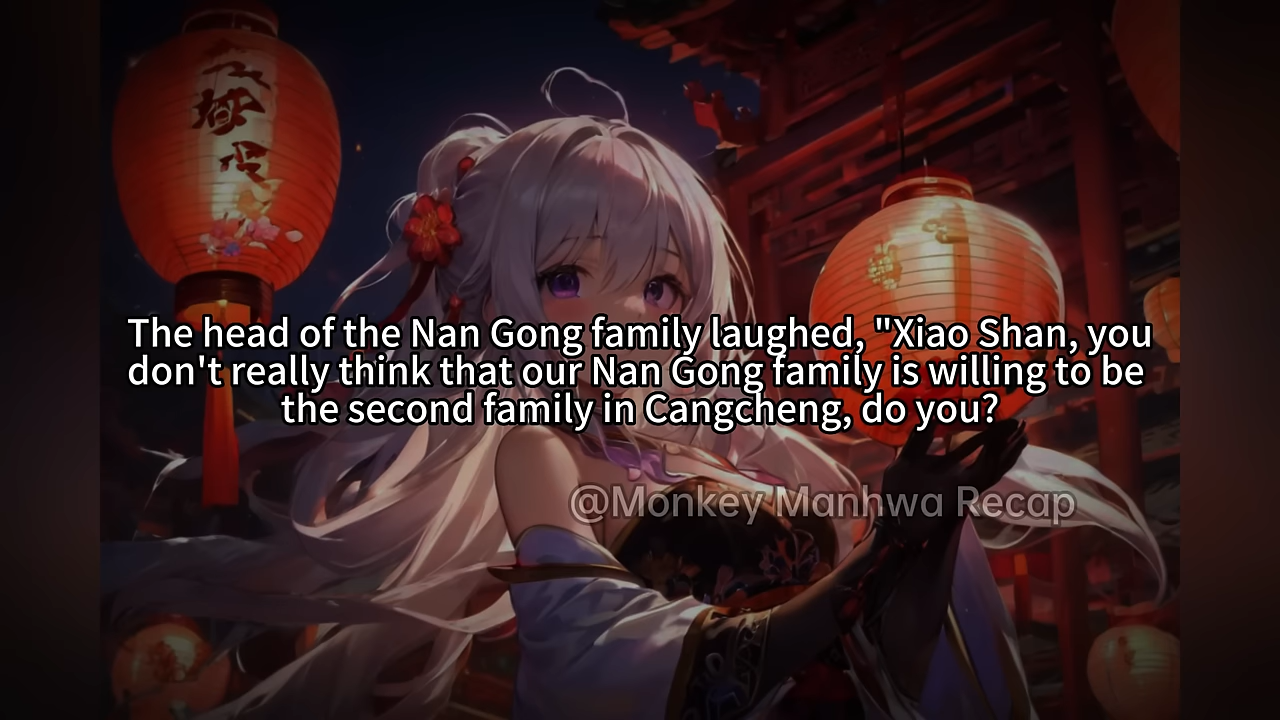 The head of the Nan Gong family laughed, "Xiao Shan, you
don't really think that our Nan Gong family is willing to be
the second family in Cangcheng, do you?
@Monkey Manhwa Recap